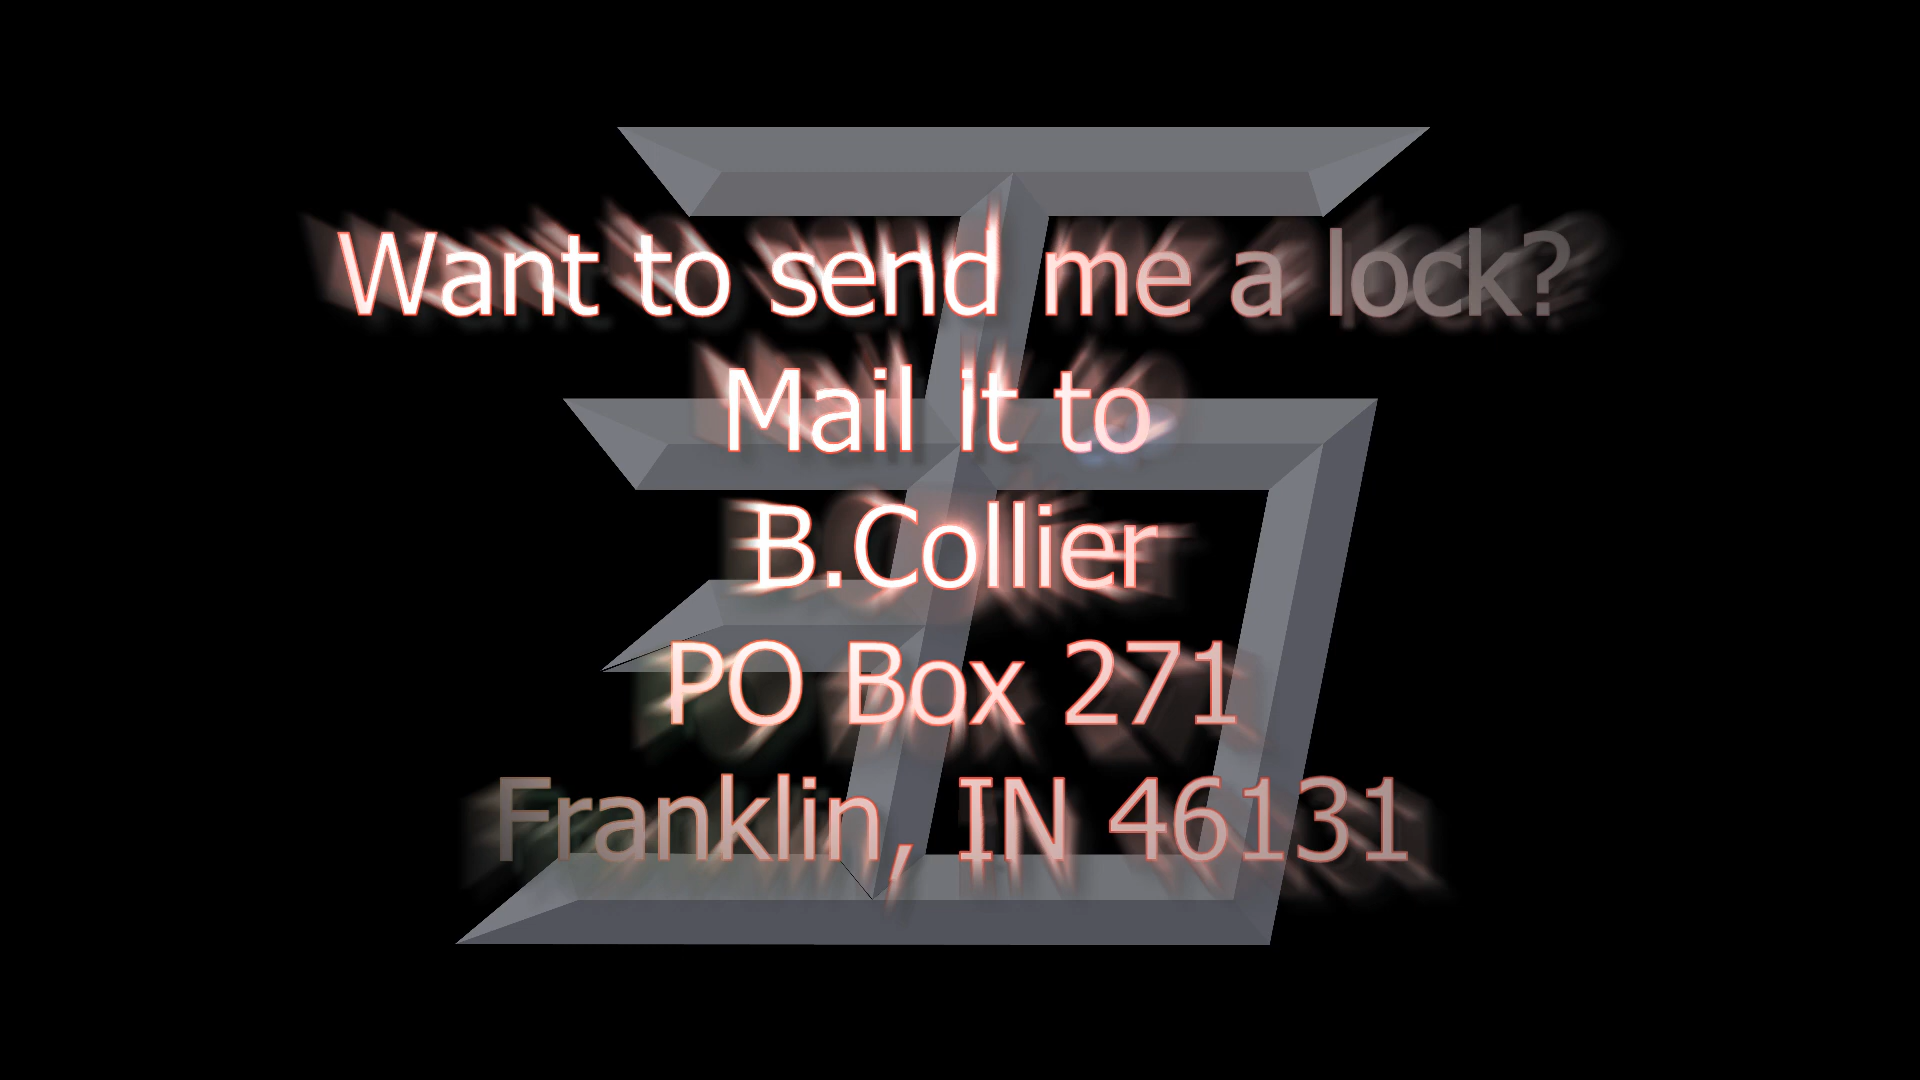 Want to send me a lock?
Mail it to
B.Collier
PO Box 271
Franklin, IN 46131